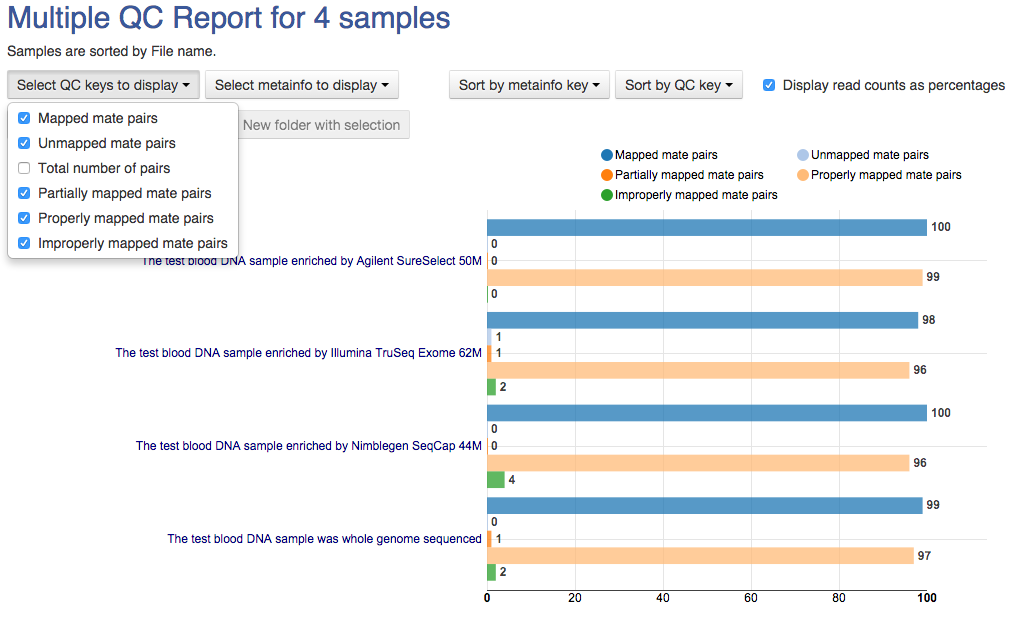 Multiple QC Report for 4 samples
Samples are sorted by File name.
Select QC keys to display
Select metainfo to display
Sort by metainfo key
Sort by QC key
Display read counts as percentages
Mapped mate pairs
Unmapped mate pairs
Total number of pairs
Partially mapped mate pairs
Properly mapped mate pairs
Improperly mapped mate pairs
New folder with selection
Mapped mate pairs
Unmapped mate pairs
Partially mapped mate pairs
Properly mapped mate pairs
Improperly mapped mate pairs
The test blood DNA sample enriched by Agilent SureSelect 50M
100
0
0
99
0
The test blood DNA sample enriched by Illumina TruSeq Exome 62M
98
1
1
96
2
The test blood DNA sample enriched by Nimblegen SeqCap 44M
100
0
0
96
4
The test blood DNA sample was whole genome sequenced
99
0
1
97
2
0 20 40 60 80 100